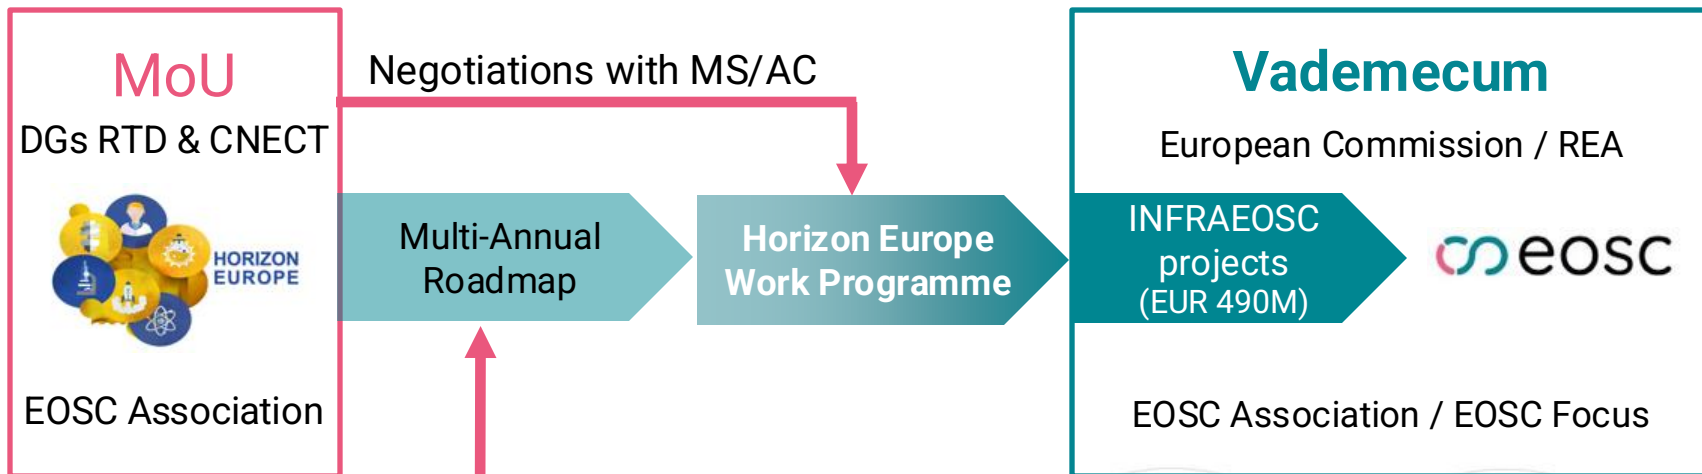 MoU
DGs RTD & CNECT
HORIZON
EUROPE
EOSC Association
Negotiations with MS/AC
Multi-Annual
Roadmap
Horizon Europe
Work Programme
Vademecum
European Commission / REA
INFRAEOSC
projects
(EUR 490M)
eosc
EOSC Association / EOSC Focus